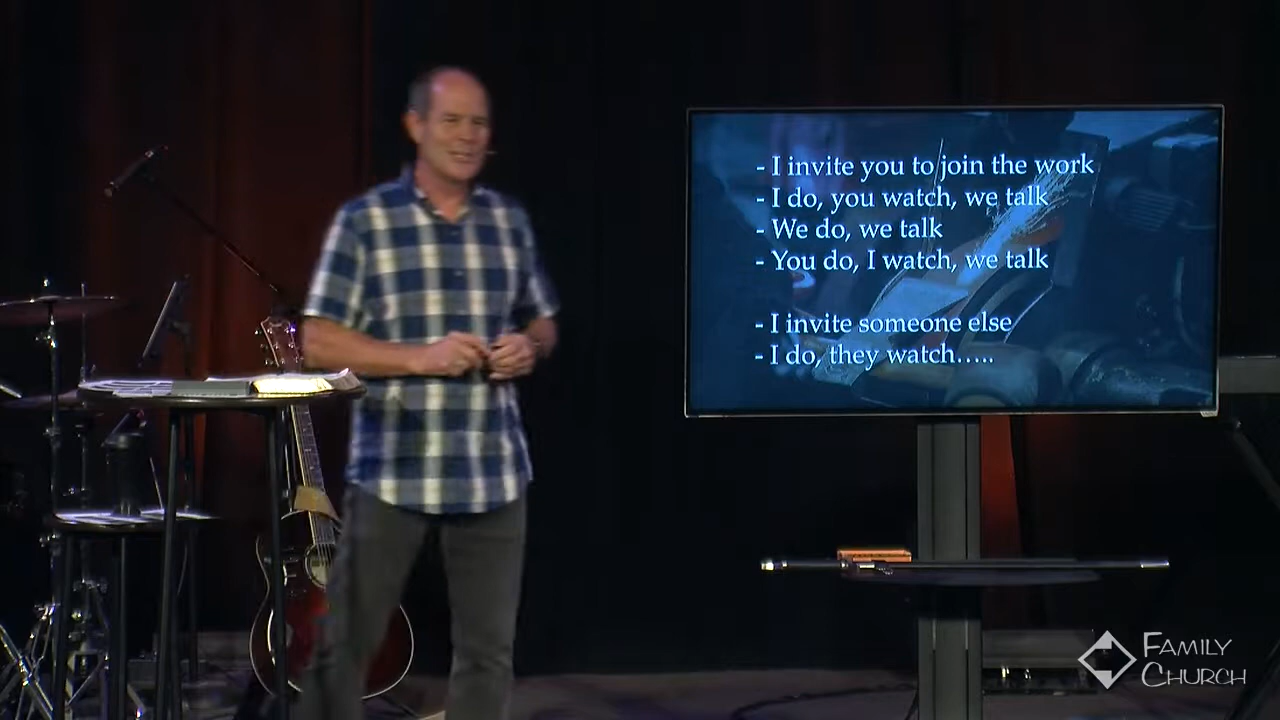 - I invite you to join the work
- I do, you watch, we talk
- We do, we talk
- You do, I watch, we talk
- I invite someone else
- I do, they watch.....
FAMILY
CHURCH